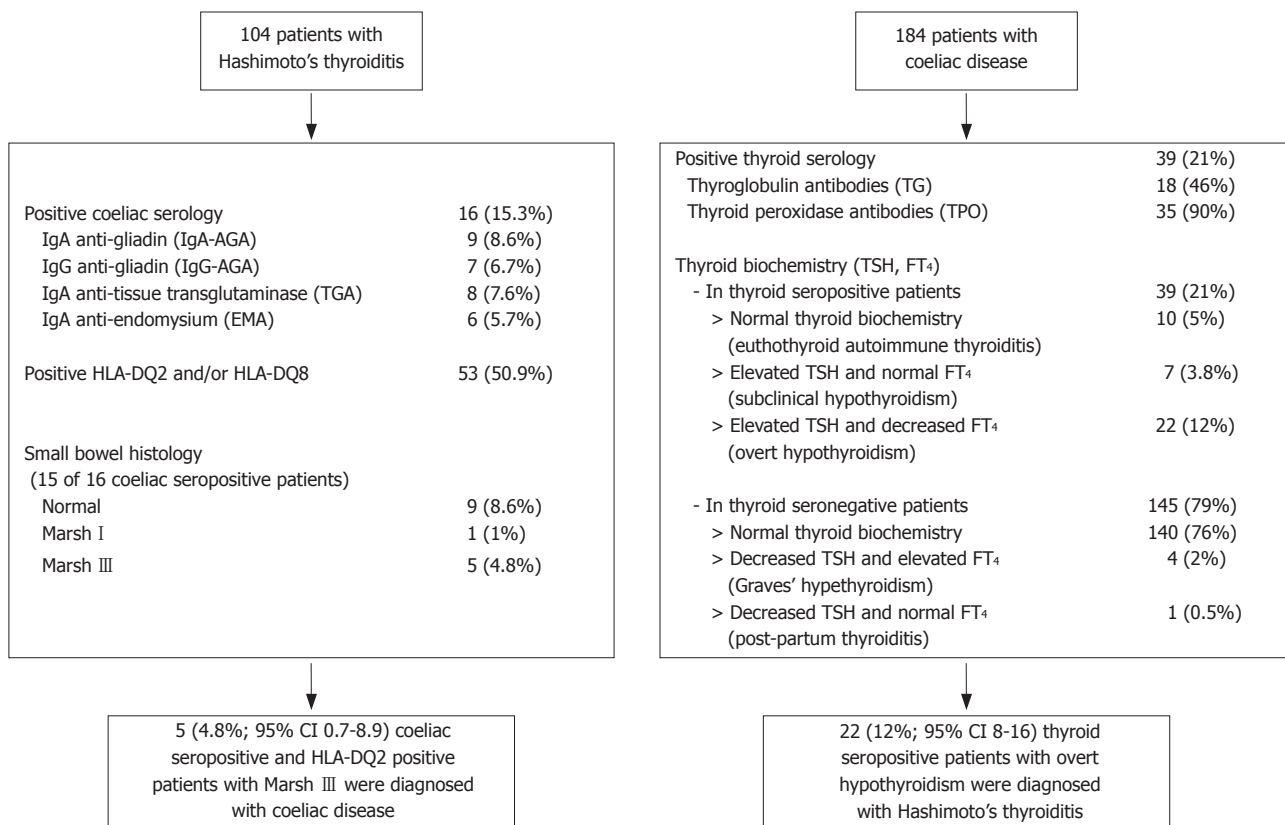 104 patients with
Hashimoto’s thyroiditis
Positive coeliac serology 16 (15.3%)
IgA anti-gliadin (IgA-AGA) 9 (8.6%)
IgG anti-gliadin (IgG-AGA) 7 (6.7%)
IgA anti-tissue transglutaminase (TGA) 8 (7.6%)
IgA anti-endomysium (EMA) 6 (5.7%)
Positive HLA-DQ2 and/or HLA-DQ8 53 (50.9%)
Small bowel histology
(15 of 16 coeliac seropositive patients)
Normal 9 (8.6%)
Marsh Ⅰ 1 (1%)
Marsh Ⅲ 5 (4.8%)
5 (4.8%; 95% CI 0.7-8.9) coeliac
seropositive and HLA-DQ2 positive
patients with Marsh Ⅲ were diagnosed
with coeliac disease
184 patients with
coeliac disease
Positive thyroid serology 39 (21%)
Thyroglobulin antibodies (TG) 18 (46%)
Thyroid peroxidase antibodies (TPO) 35 (90%)
Thyroid biochemistry (TSH, FT₄)
- In thyroid seropositive patients 39 (21%)
> Normal thyroid biochemistry 10 (5%)
(euthothyroid autoimmune thyroiditis)
> Elevated TSH and normal FT₄ 7 (3.8%)
(subclinical hypothyroidism)
> Elevated TSH and decreased FT₄ 22 (12%)
(overt hypothyroidism)
- In thyroid seronegative patients 145 (79%)
> Normal thyroid biochemistry 140 (76%)
> Decreased TSH and elevated FT₄ 4 (2%)
(Graves’ hypethyroidism)
> Decreased TSH and normal FT₄ 1 (0.5%)
(post-partum thyroiditis)
22 (12%; 95% CI 8-16) thyroid
seropositive patients with overt
hypothyroidism were diagnosed
with Hashimoto’s thyroiditis